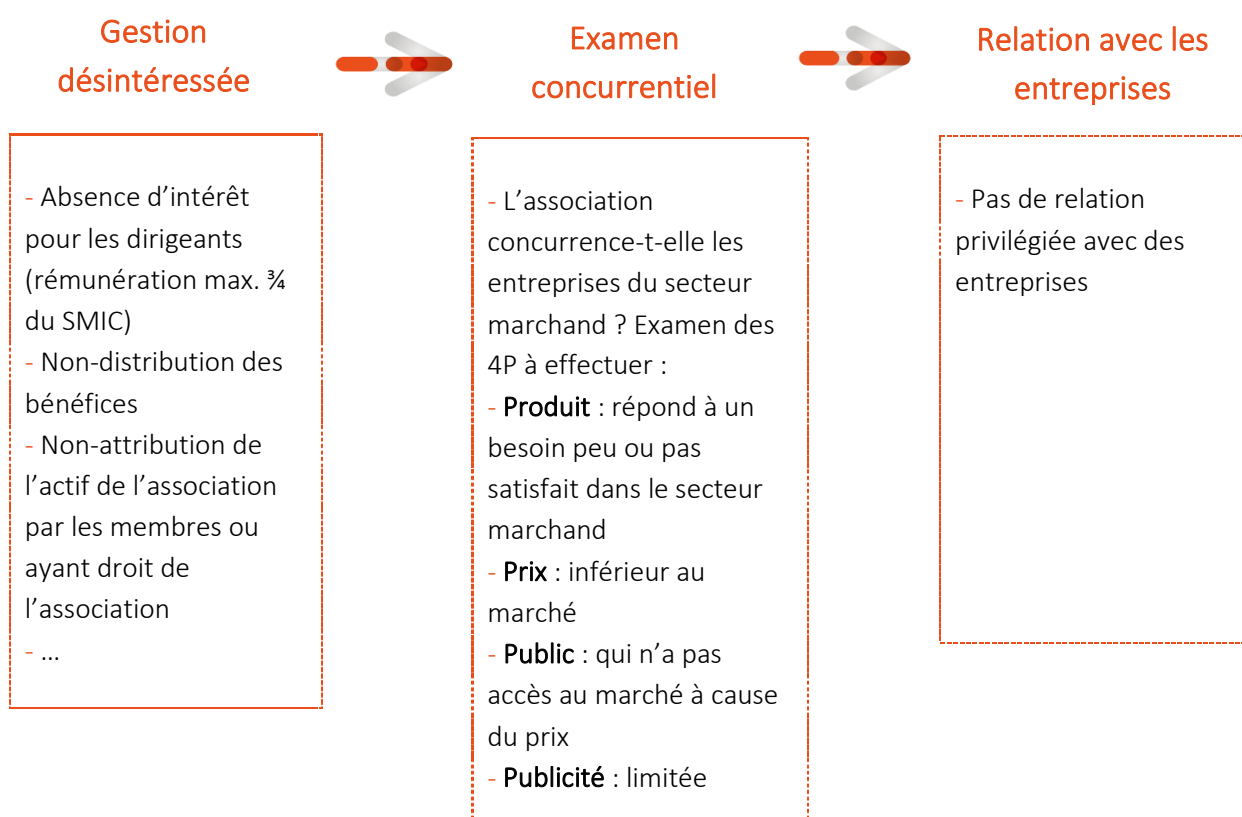 Gestion
désintéressée
- Absence d’intérêt
pour les dirigeants
(rémunération max. ¾
du SMIC)
- Non-distribution des
bénéfices
- Non-attribution de
l’actif de l’association
par les membres ou
ayant droit de
l’association
- ...
Examen
concurrentiel
- L’association
concurrence-t-elle les
entreprises du secteur
marchand ? Examen des
4P à effectuer :
- Produit : répond à un
besoin peu ou pas
satisfait dans le secteur
marchand
- Prix : inférieur au
marché
- Public : qui n’a pas
accès au marché à cause
du prix
- Publicité : limitée
Relation avec les
entreprises
- Pas de relation
privilégiée avec des
entreprises